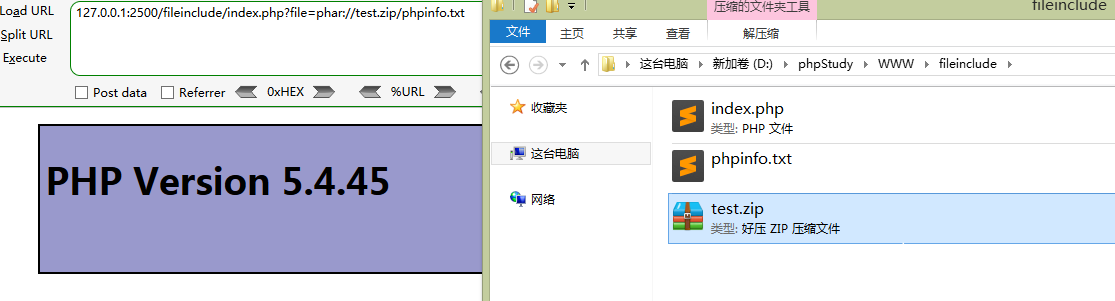 Load URL
Split URL
Execute
127.0.0.1:2500/fileinclude/index.php?file=phar://test.zip/phpinfo.txt
Post data Referrer 0xHEX %URL
PHP Version 5.4.45
压缩的文件夹工具
fileinclude
文件 主页 共享 查看 解压缩
这台电脑 新加卷 (D:) phpStudy WWW fileinclude
收藏夹
这台电脑
网络
index.php
类型: PHP 文件
phpinfo.txt
test.zip
类型: 好压 ZIP 压缩文件